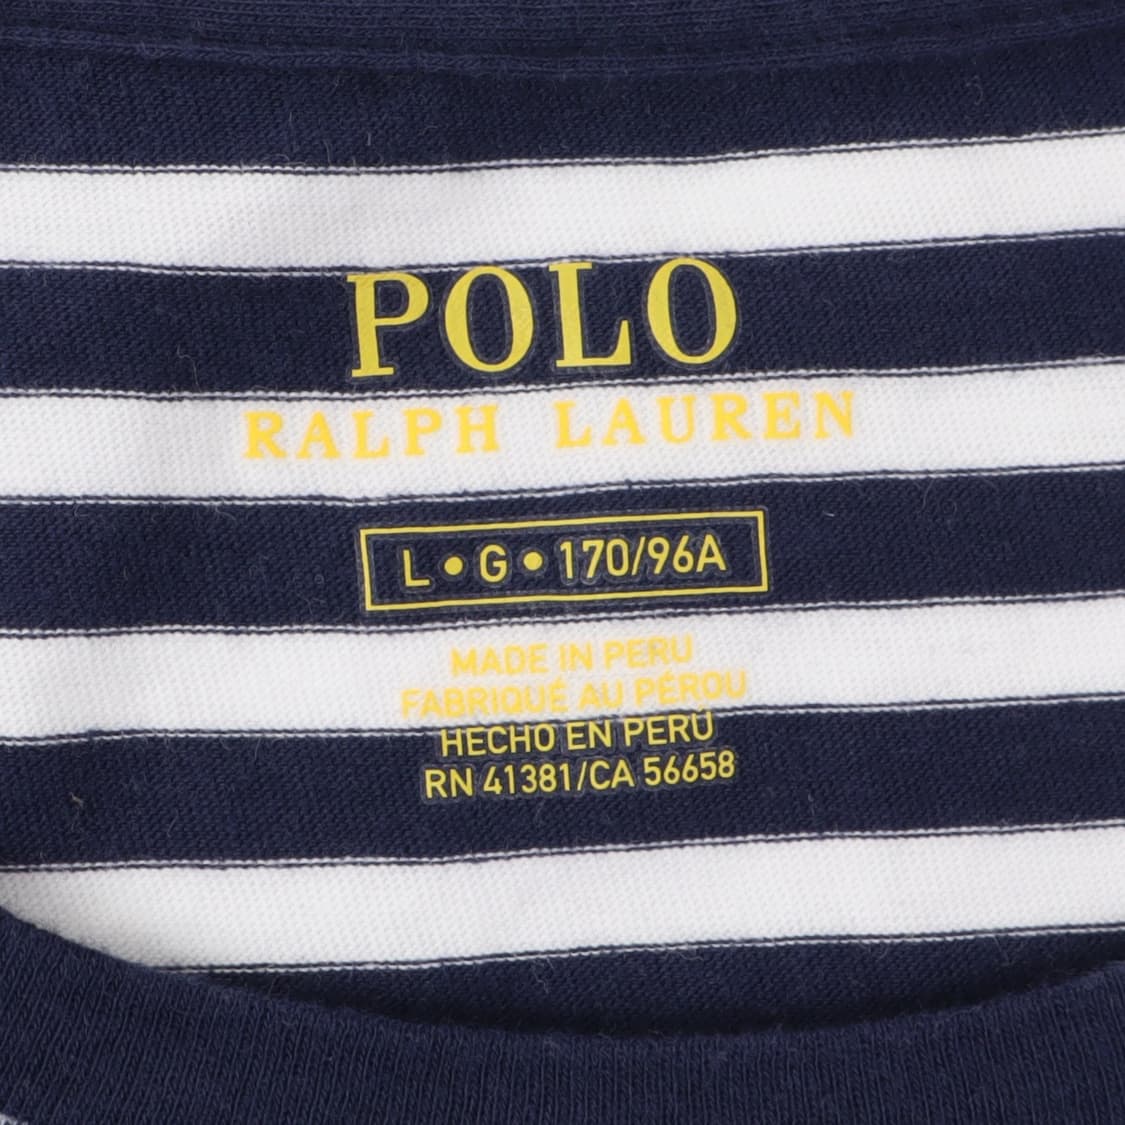 POLO
RALPH LAUREN
L • G • 170/96A
MADE IN PERU
FABRIQUÉ AU PÉROU
HECHO EN PERÚ
RN 41381/CA 56658